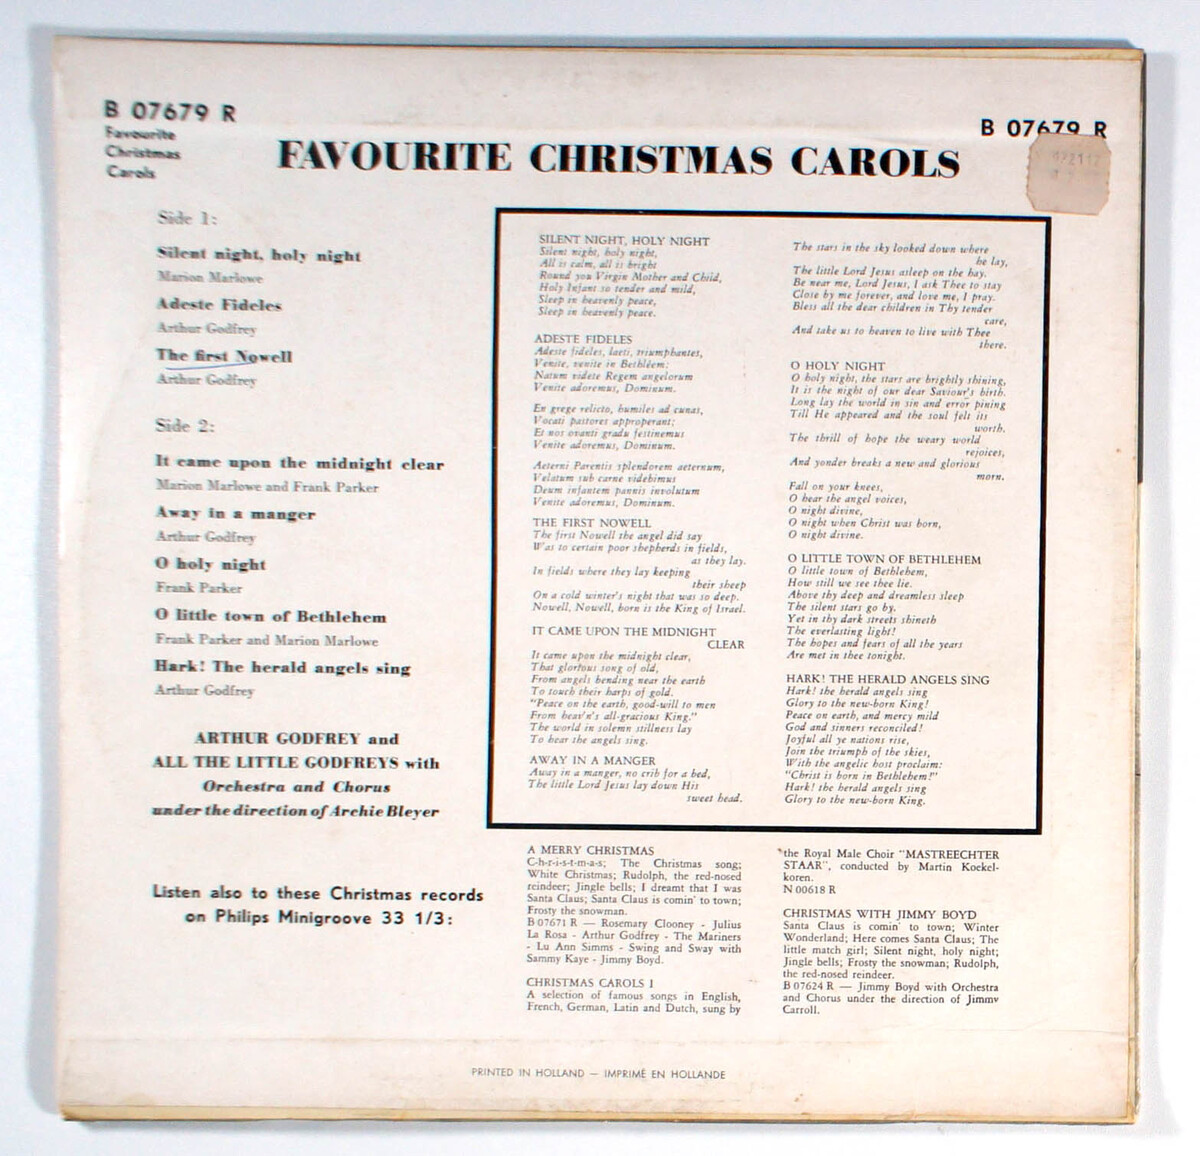 B 07679 R
Favourite
Christmas
Carols
B 07679 R
FAVOURITE CHRISTMAS CAROLS
Side 1:
Silent night, holy night
Marion Marlowe
Adeste Fideles
Arthur Godfrey
The first Nowell
Arthur Godfrey
Side 2:
It came upon the midnight clear
Marion Marlowe and Frank Parker
Away in a manger
Arthur Godfrey
O holy night
Frank Parker
O little town of Bethlehem
Frank Parker and Marion Marlowe
Hark! The herald angels sing
Arthur Godfrey
ARTHUR GODFREY and
ALL THE LITTLE GODFREYS with
Orchestra and Chorus
under the direction of Archie Bleyer
Listen also to these Christmas records
on Philips Minigroove 33 1/3:
SILENT NIGHT, HOLY NIGHT
Silent night, holy night,
All is calm, all is bright
Round you Virgin Mother and Child,
Holy Infant so tender and mild,
Sleep in heavenly peace,
Sleep in heavenly peace.
ADESTE FIDELES
Adeste fideles, laeti, triumphantes,
Venite, venite in Bethlëem:
Natum videte Regem angelorum
Venite adoremus, Dominum.
En grege relicto, humiles ad cunas,
Vocati pastores approperant;
Et nos ovanti gradu festinemus
Venite adoremus, Dominum.
Aeterni Parentis splendorem aeternum,
Velatum sub carne videbimus
Deum infantem pannis involutum
Venite adoremus, Dominum.
THE FIRST NOWELL
The first Nowell the angel did say
Was to certain poor shepherds in fields,
as they lay.
In fields where they lay keeping
their sheep
On a cold winter's night that was so deep.
Nowell, Nowell, born is the King of Israel.
IT CAME UPON THE MIDNIGHT
CLEAR
It came upon the midnight clear,
That glorious song of old,
From angels bending near the earth
To touch their harps of gold.
"Peace on the earth, good-will to men
From heav'n's all-gracious King."
The world in solemn stillness lay
To hear the angels sing.
AWAY IN A MANGER
Away in a manger, no crib for a bed,
The little Lord Jesus lay down His
sweet head.
The stars in the sky looked down where
he lay,
The little Lord Jesus asleep on the hay.
Be near me, Lord Jesus, I ask Thee to stay
Close by me forever, and love me, I pray.
Bless all the dear children in Thy tender
care,
And take us to heaven to live with Thee
there.
O HOLY NIGHT
O holy night, the stars are brightly shining,
It is the night of our dear Saviour's birth.
Long lay the world in sin and error pining
Till He appeared and the soul felt its
worth.
The thrill of hope the weary world
rejoices,
And yonder breaks a new and glorious
morn.
Fall on your knees,
O hear the angel voices,
O night divine,
O night when Christ was born,
O night divine.
O LITTLE TOWN OF BETHLEHEM
O little town of Bethlehem,
How still we see thee lie.
Above thy deep and dreamless sleep
The silent stars go by.
Yet in thy dark streets shineth
The everlasting light!
The hopes and fears of all the years
Are met in thee tonight.
HARK! THE HERALD ANGELS SING
Hark! the herald angels sing
Glory to the new-born King!
Peace on earth, and mercy mild
God and sinners reconciled!
Joyful all ye nations rise,
Join the triumph of the skies,
With the angelic host proclaim:
"Christ is born in Bethlehem!"
Hark! the herald angels sing
Glory to the new-born King.
A MERRY CHRISTMAS
C-h-r-i-s-t-m-a-s; The Christmas song;
White Christmas; Rudolph, the red-nosed
reindeer; Jingle bells; I dreamt that I was
Santa Claus; Santa Claus is comin' to town;
Frosty the snowman.
B 07671 R — Rosemary Clooney - Julius
La Rosa - Arthur Godfrey - The Mariners
- Lu Ann Simms - Swing and Sway with
Sammy Kaye - Jimmy Boyd.
CHRISTMAS CAROLS I
A selection of famous songs in English,
French, German, Latin and Dutch, sung by
the Royal Male Choir "MASTREECHTER
STAAR", conducted by Martin Koekel-
koren.
N 00618 R
CHRISTMAS WITH JIMMY BOYD
Santa Claus is comin' to town; Winter
Wonderland; Here comes Santa Claus; The
little match girl; Silent night, holy night;
Jingle bells; Frosty the snowman; Rudolph,
the red-nosed reindeer.
B 07624 R — Jimmy Boyd with Orchestra
and Chorus under the direction of Jimmy
Carroll.
PRINTED IN HOLLAND — IMPRIMÉ EN HOLLANDE